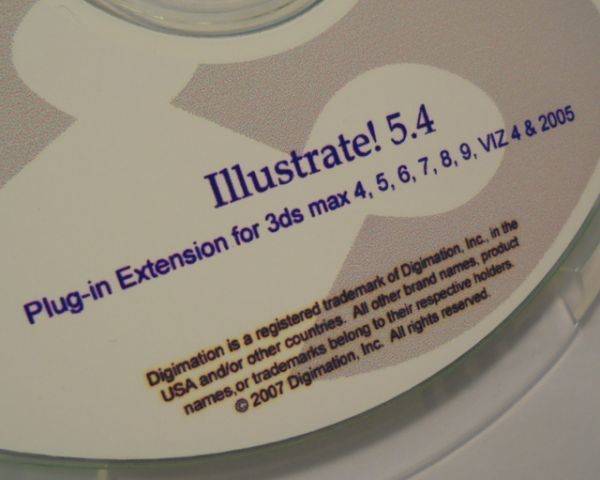 Illustrate! 5.4
Plug-in Extension for 3ds max 4, 5, 6, 7, 8, 9, VIZ 4 & 2005
Digimation is a registered trademark of Digimation, Inc., in the
USA and/or other countries. All other brand names, product
names,or trademarks belong to their respective holders.
© 2007 Digimation, Inc. All rights reserved.